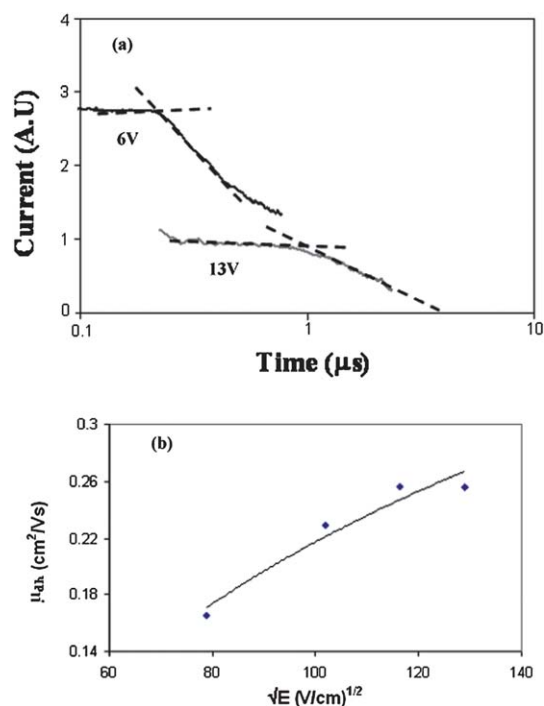 (a)
4
3
2
1
0
Current (A.U)
6V
13V
0.1 1 10
Time (μs)
(b)
0.3
0.26
0.22
0.18
0.14
μdh (cm²/Vs)
60 80 100 120 140
√E (V/cm)¹/²